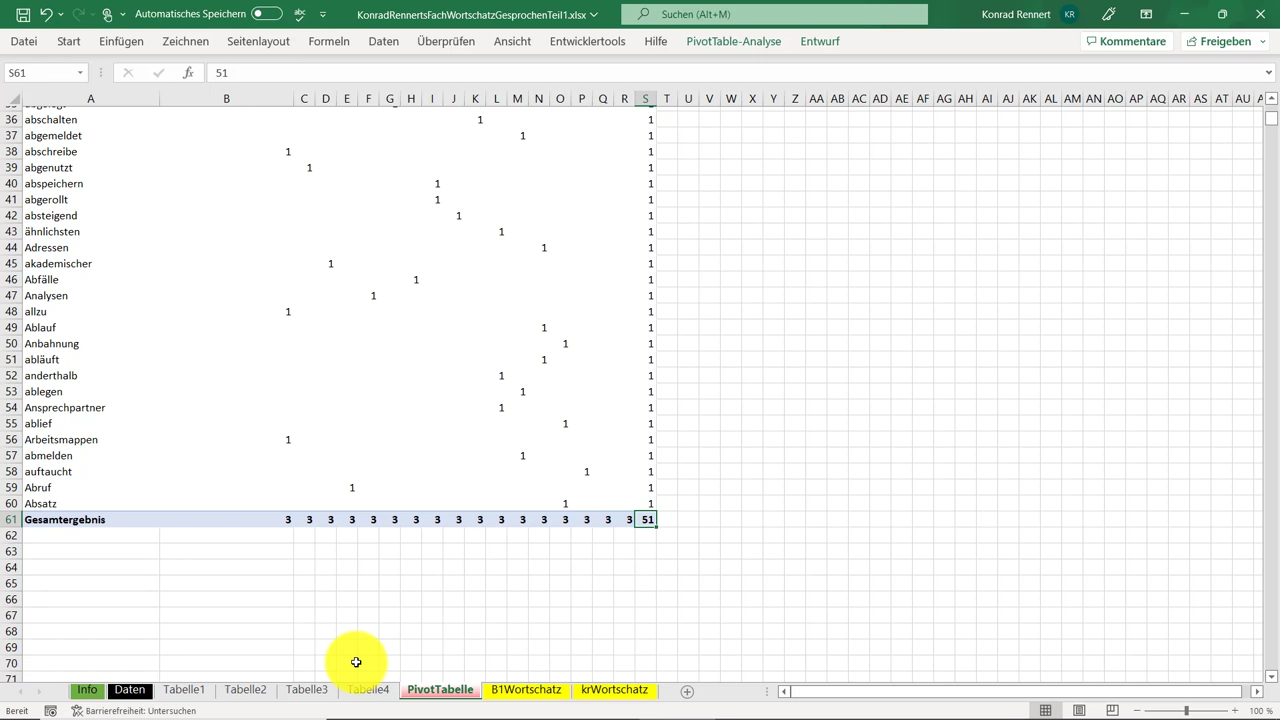 Automatisches Speichern KonradRennertsFachWortschatzGesprochenTeil1.xlsx Suchen (Alt+M) Konrad Rennert KR
Datei Start Einfügen Zeichnen Seitenlayout Formeln Daten Überprüfen Ansicht Entwicklertools Hilfe PivotTable-Analyse Entwurf Kommentare Freigeben
S61 fx 51
A B C D E F G H I J K L M N O P Q R S T U V W X Y Z AA AB AC AD AE AF AG AH AI AJ AK AL AM AN AO AP AQ AR AS AT AU
36 abschalten 1 1
37 abgemeldet 1 1
38 abschreibe 1 1
39 abgenutzt 1 1
40 abspeichern 1 1
41 abgerollt 1 1
42 absteigend 1 1
43 ähnlichsten 1 1
44 Adressen 1 1
45 akademischer 1 1
46 Abfälle 1 1
47 Analysen 1 1
48 allzu 1 1
49 Ablauf 1 1
50 Anbahnung 1 1
51 abläuft 1 1
52 anderthalb 1 1
53 ablegen 1 1
54 Ansprechpartner 1 1
55 ablief 1 1
56 Arbeitsmappen 1 1
57 abmelden 1 1
58 auftaucht 1 1
59 Abruf 1 1
60 Absatz 1 1
61 Gesamtergebnis 3 3 3 3 3 3 3 3 3 3 3 3 3 3 3 3 3 51
62
63
64
65
66
67
68
69
70
71
Info Daten Tabelle1 Tabelle2 Tabelle3 Tabelle4 PivotTabelle B1Wortschatz krWortschatz
Bereit Barrierefreiheit: Untersuchen 100 %